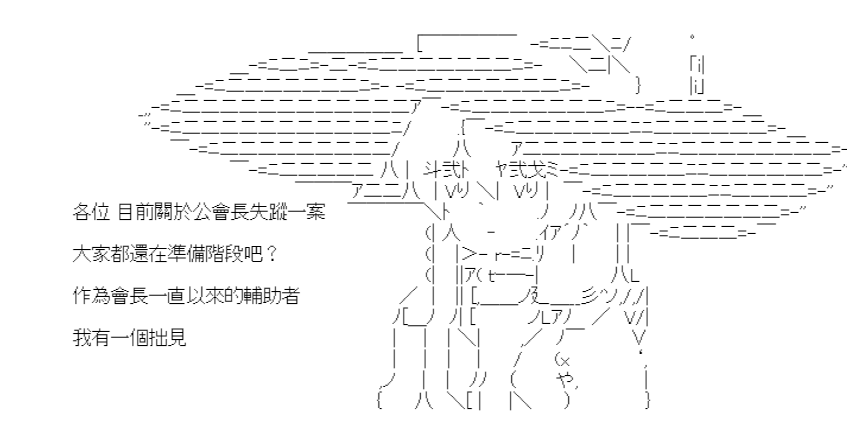 各位 目前關於公會長失蹤一案
大家都還在準備階段吧？
作為會長一直以來的輔助者
我有一個拙見